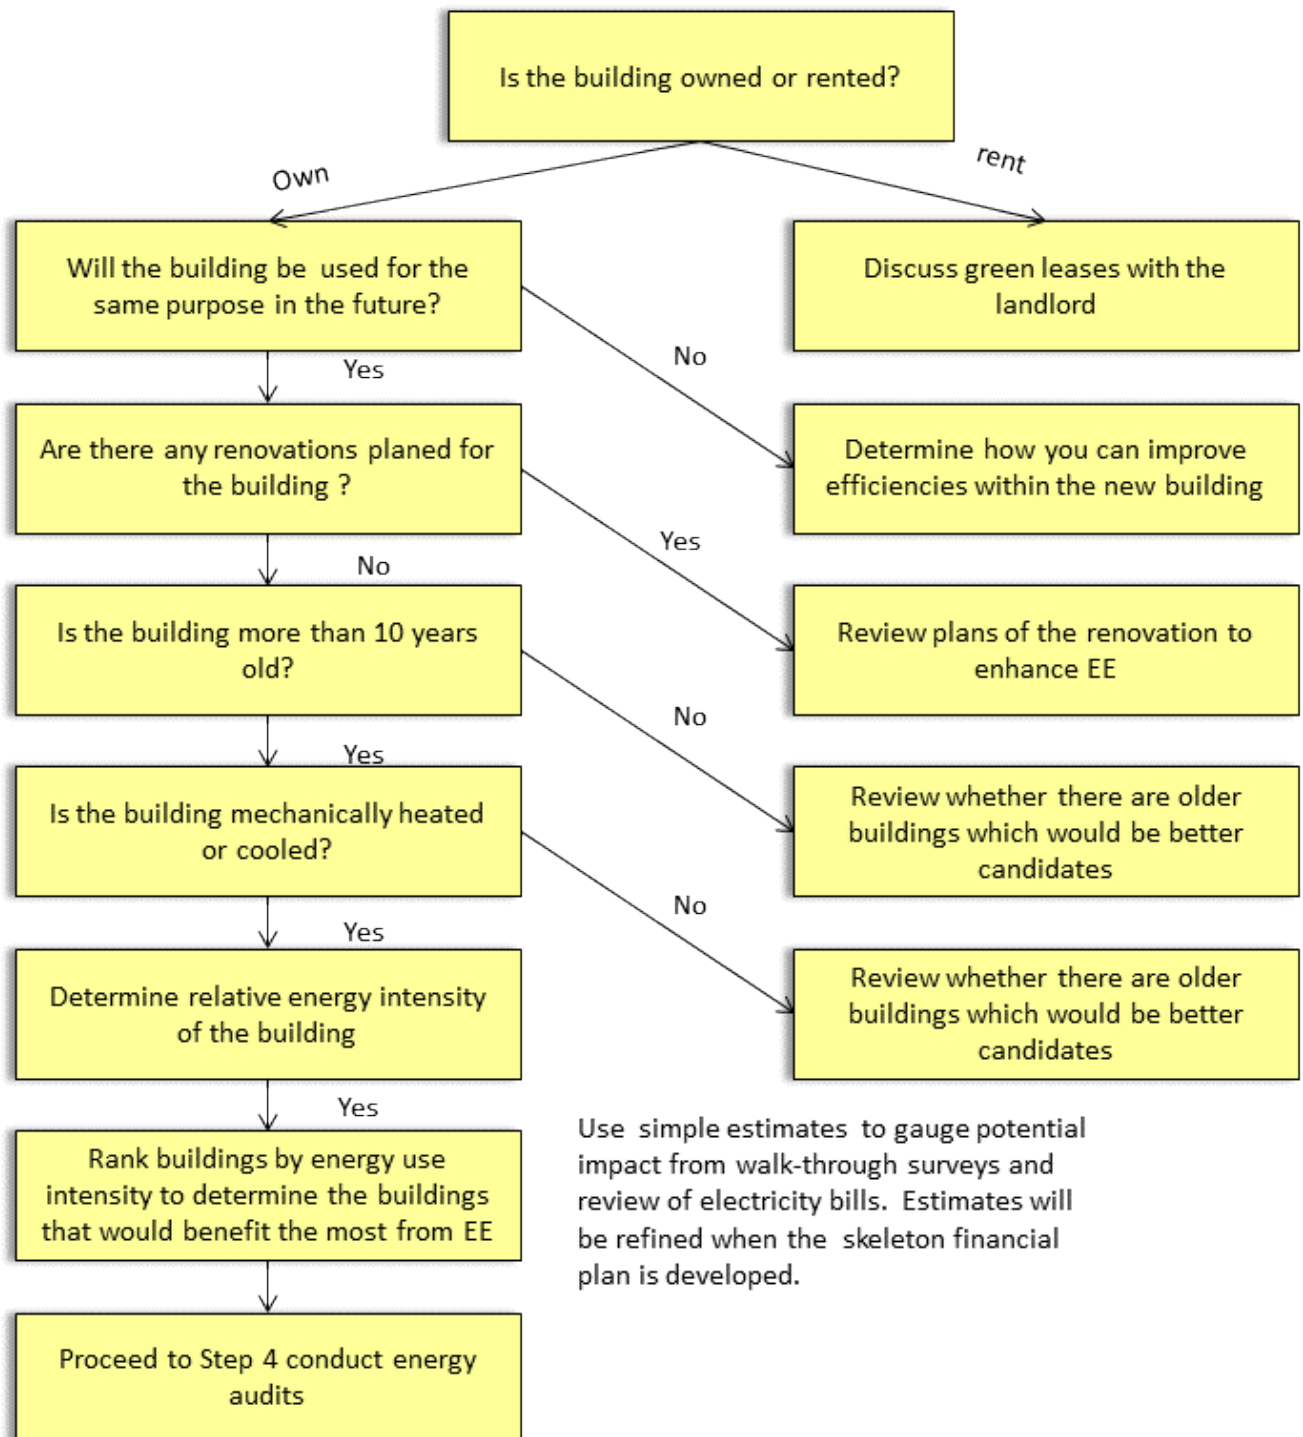 Is the building owned or rented?
Own
rent
Will the building be used for the
same purpose in the future?
Discuss green leases with the
landlord
No
Yes
Are there any renovations planed for
the building ?
Determine how you can improve
efficiencies within the new building
Yes
No
Is the building more than 10 years
old?
Review plans of the renovation to
enhance EE
No
Yes
Is the building mechanically heated
or cooled?
Review whether there are older
buildings which would be better
candidates
No
Yes
Determine relative energy intensity
of the building
Review whether there are older
buildings which would be better
candidates
Yes
Rank buildings by energy use
intensity to determine the buildings
that would benefit the most from EE
Use simple estimates to gauge potential
impact from walk-through surveys and
review of electricity bills. Estimates will
be refined when the skeleton financial
plan is developed.
Proceed to Step 4 conduct energy
audits